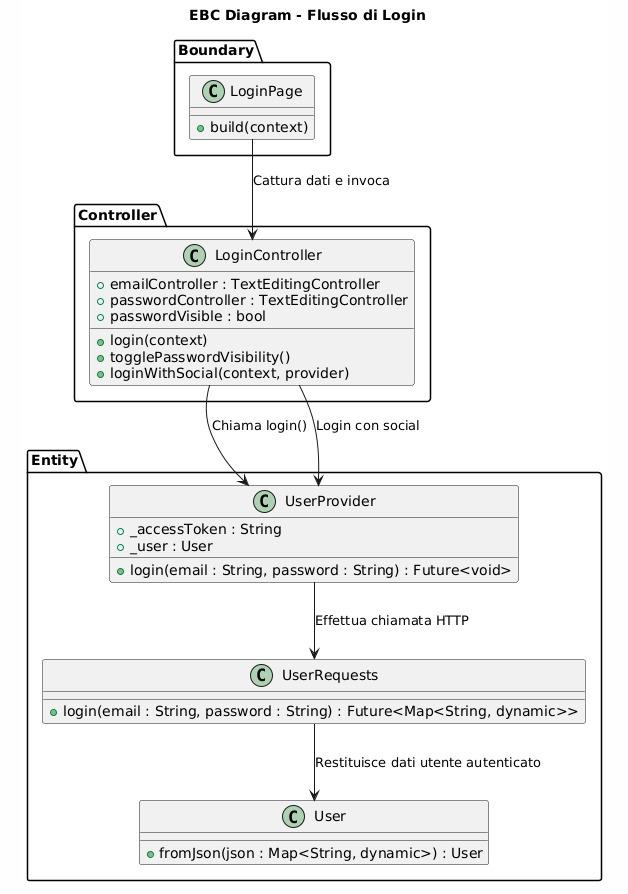 EBC Diagram - Flusso di Login
Boundary
C LoginPage
build(context)
Cattura dati e invoca
Controller
C LoginController
emailController : TextEditingController
passwordController : TextEditingController
passwordVisible : bool
login(context)
togglePasswordVisibility()
loginWithSocial(context, provider)
Chiama login() Login con social
Entity
C UserProvider
_accessToken : String
_user : User
login(email : String, password : String) : Future<void>
Effettua chiamata HTTP
C UserRequests
login(email : String, password : String) : Future<Map<String, dynamic>>
Restituisce dati utente autenticato
C User
fromJson(json : Map<String, dynamic>) : User